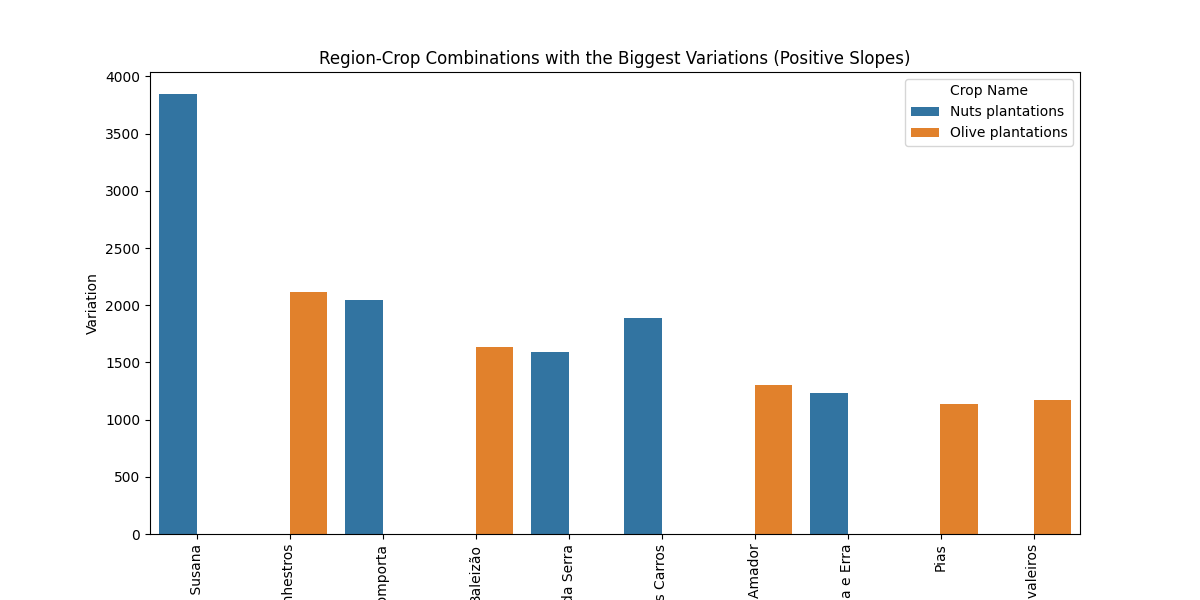 Region-Crop Combinations with the Biggest Variations (Positive Slopes)
Crop Name
Nuts plantations
Olive plantations
4000
3500
3000
2500
2000
1500
1000
500
0
Variation
Susana
nhestros
omporta
Baleizão
da Serra
s Carros
Amador
a e Erra
Pias
valeiros